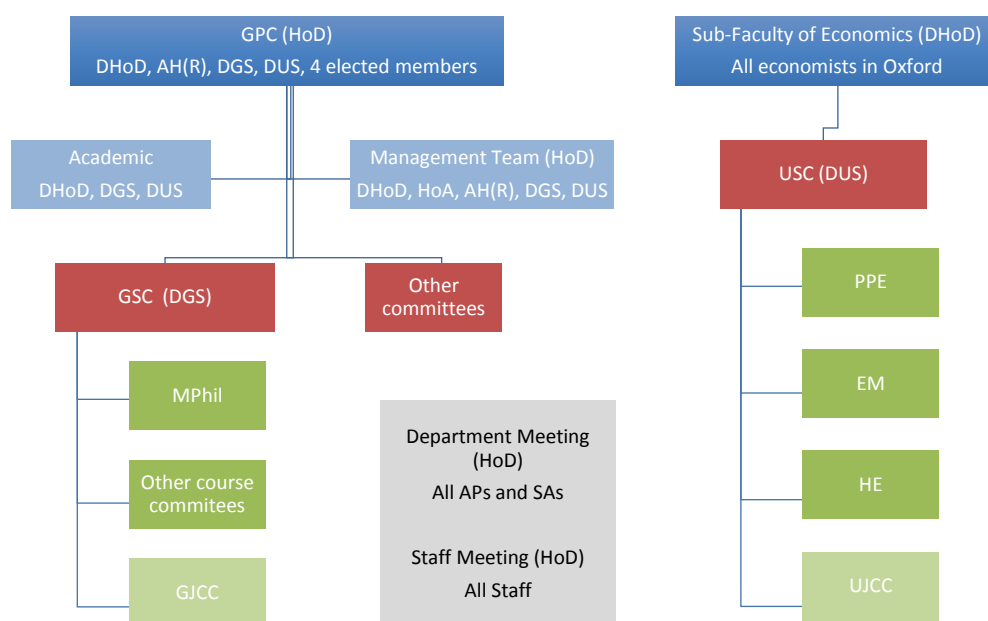 GPC (HoD)
DHoD, AH(R), DGS, DUS, 4 elected members
Sub-Faculty of Economics (DHoD)
All economists in Oxford
Academic
DHoD, DGS, DUS
Management Team (HoD)
DHoD, HoA, AH(R), DGS, DUS
USC (DUS)
GSC (DGS)
Other
committees
PPE
MPhil
EM
Department Meeting
(HoD)
All APs and SAs
Other course
commitees
HE
Staff Meeting (HoD)
All Staff
GJCC
UJCC